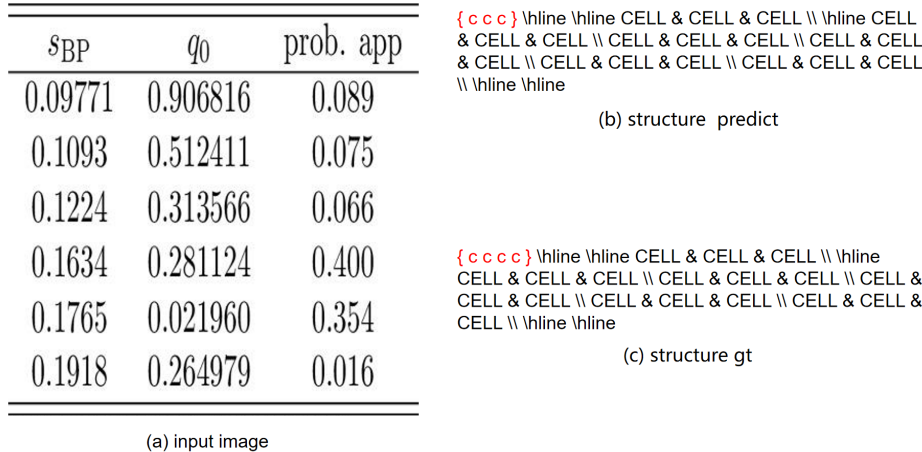 s_BP q_0 prob. app
0.09771 0.906816 0.089
0.1093 0.512411 0.075
0.1224 0.313566 0.066
0.1634 0.281124 0.400
0.1765 0.021960 0.354
0.1918 0.264979 0.016
(a) input image
{ c c c } \hline \hline CELL & CELL & CELL \\ \hline CELL
& CELL & CELL \\ CELL & CELL & CELL \\ CELL & CELL
& CELL \\ CELL & CELL & CELL \\ CELL & CELL & CELL
\\ \hline \hline
(b) structure predict
{ c c c c } \hline \hline CELL & CELL & CELL \\ \hline
CELL & CELL & CELL \\ CELL & CELL & CELL \\ CELL &
CELL & CELL \\ CELL & CELL & CELL \\ CELL & CELL &
CELL \\ \hline \hline
(c) structure gt